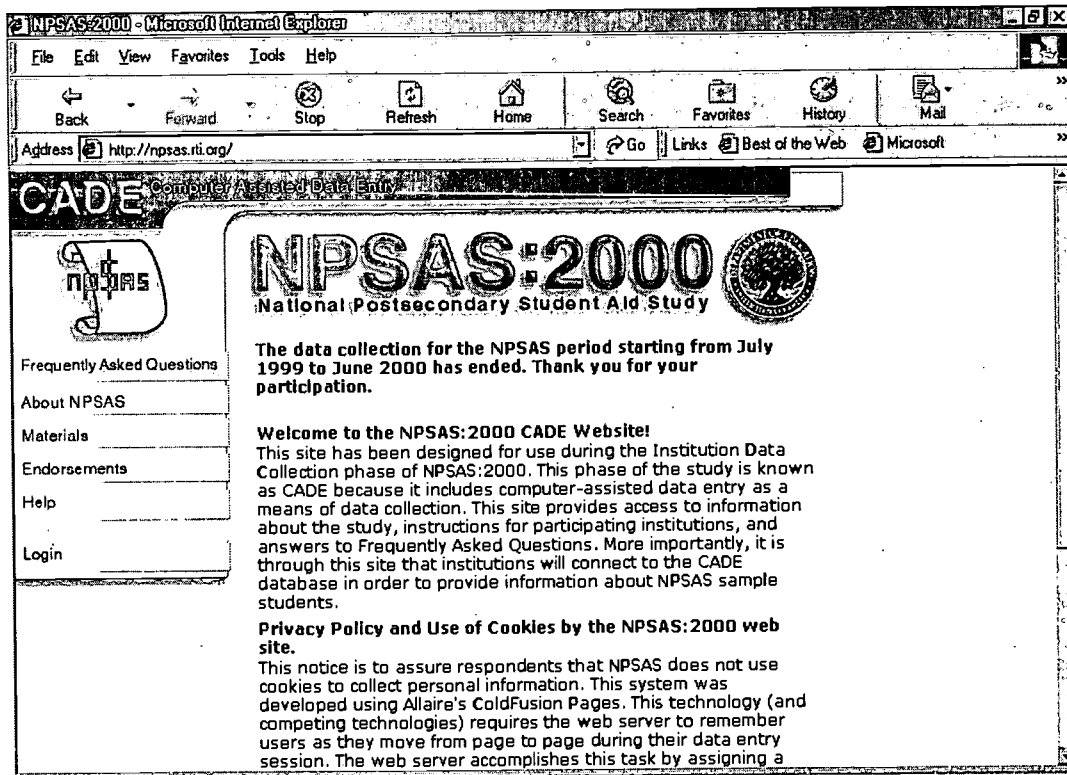 NPSAS:2000 - Microsoft Internet Explorer
File Edit View Favorites Tools Help
Back Forward Stop Refresh Home Search Favorites History Mail
Address http://npsas.rti.org/ Go Links Best of the Web Microsoft
CADE Computer Assisted Data Entry
npsas
NPSAS:2000
National Postsecondary Student Aid Study
Frequently Asked Questions
About NPSAS
Materials
Endorsements
Help
Login
The data collection for the NPSAS period starting from July
1999 to June 2000 has ended. Thank you for your
participation.
Welcome to the NPSAS:2000 CADE Website!
This site has been designed for use during the Institution Data
Collection phase of NPSAS:2000. This phase of the study is known
as CADE because it includes computer-assisted data entry as a
means of data collection. This site provides access to information
about the study, instructions for participating institutions, and
answers to Frequently Asked Questions. More importantly, it is
through this site that institutions will connect to the CADE
database in order to provide information about NPSAS sample
students.
Privacy Policy and Use of Cookies by the NPSAS:2000 web
site.
This notice is to assure respondents that NPSAS does not use
cookies to collect personal information. This system was
developed using Allaire's ColdFusion Pages. This technology (and
competing technologies) requires the web server to remember
users as they move from page to page during their data entry
session. The web server accomplishes this task by assigning a